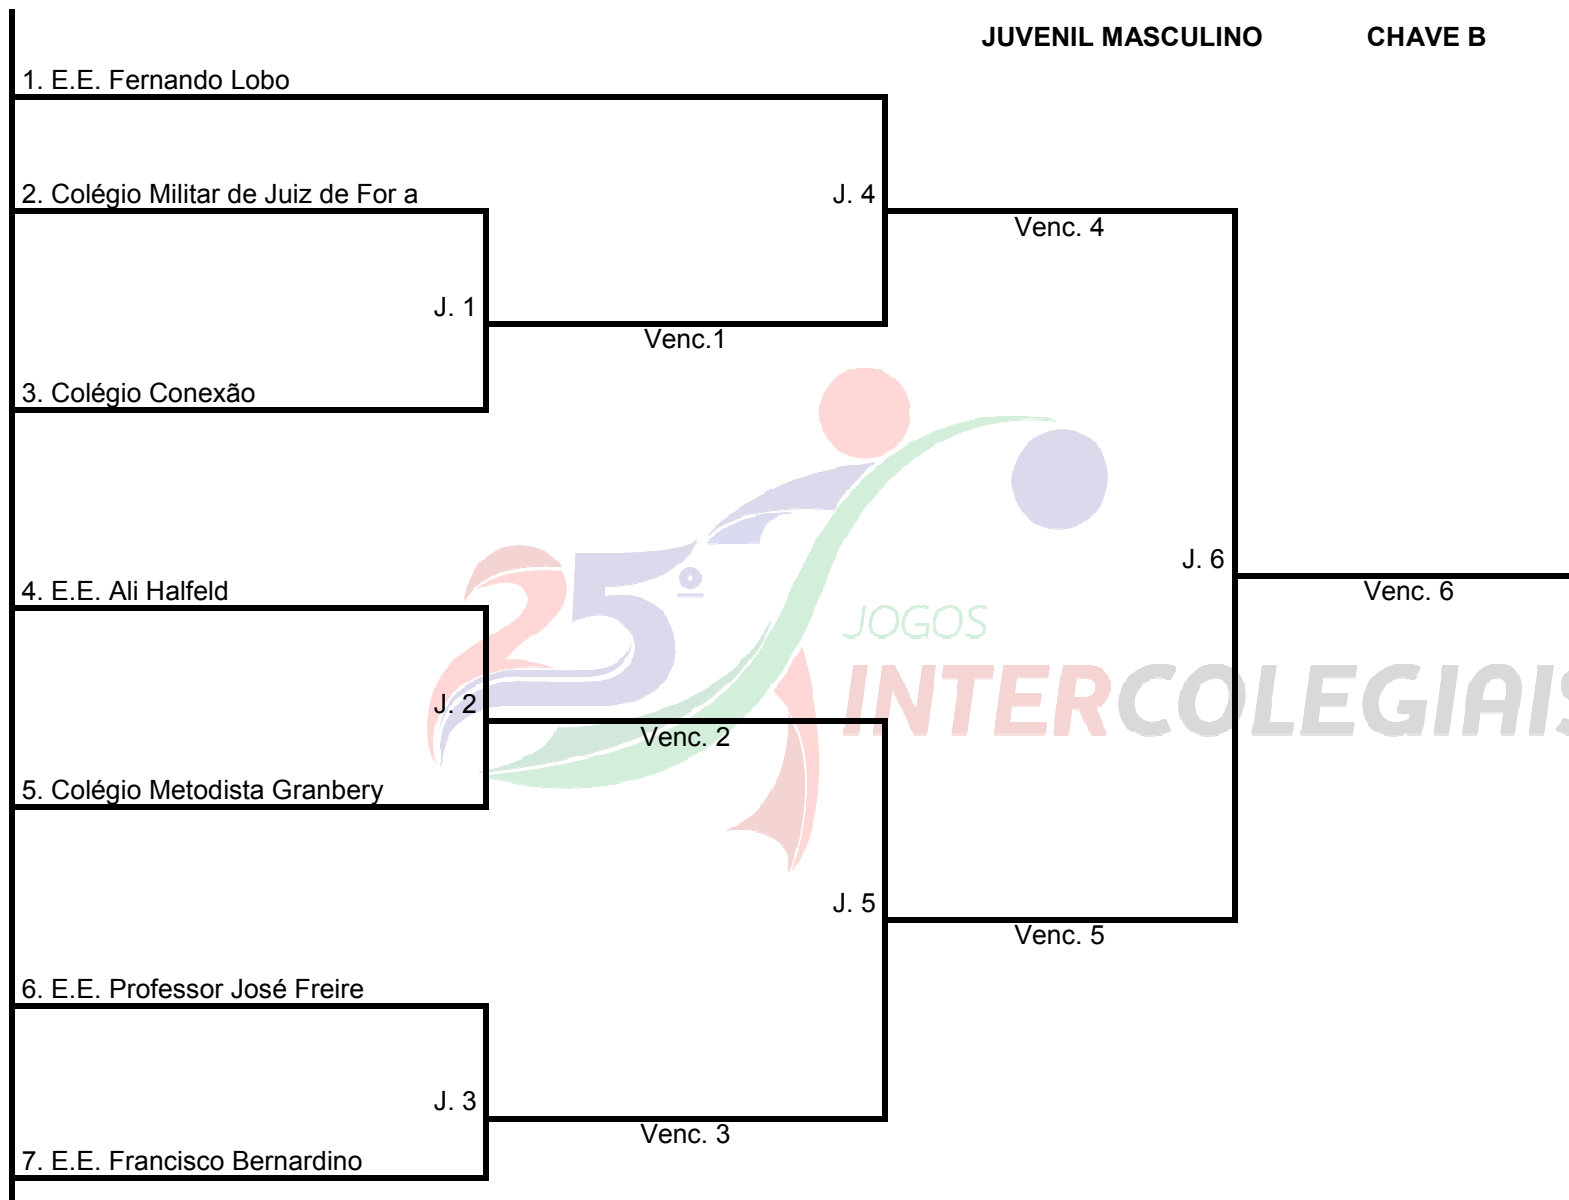 JUVENIL MASCULINO CHAVE B
1. E.E. Fernando Lobo
2. Colégio Militar de Juiz de For a
J. 4
Venc. 4
J. 1
Venc.1
3. Colégio Conexão
25º
J. 6
4. E.E. Ali Halfeld
Venc. 6
JOGOS
INTERCOLEGIAIS
J. 2
Venc. 2
5. Colégio Metodista Granbery
J. 5
Venc. 5
6. E.E. Professor José Freire
J. 3
Venc. 3
7. E.E. Francisco Bernardino